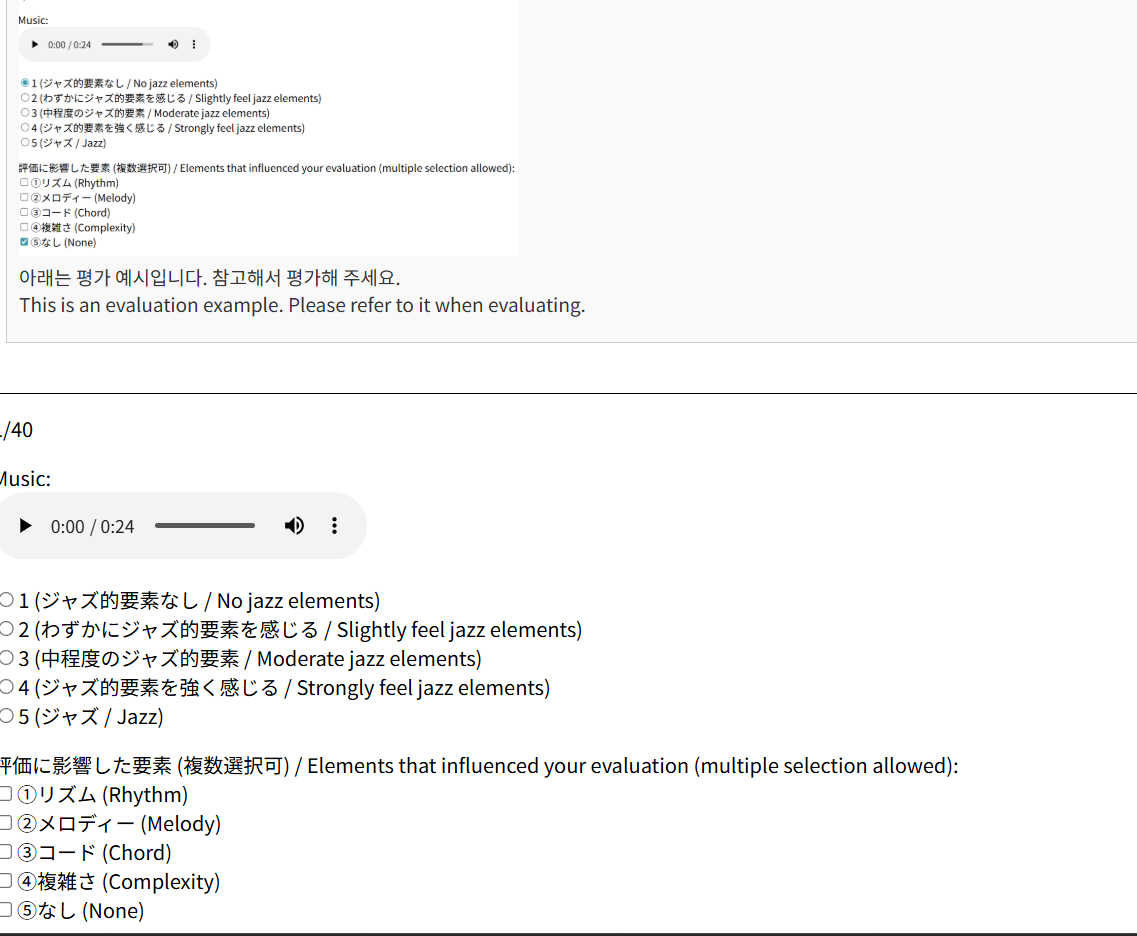 Music:
0:00 / 0:24
1 (ジャズ的要素なし / No jazz elements)
2 (わずかにジャズ的要素を感じる / Slightly feel jazz elements)
3 (中程度のジャズ的要素 / Moderate jazz elements)
4 (ジャズ的要素を強く感じる / Strongly feel jazz elements)
5 (ジャズ / Jazz)
評価に影響した要素 (複数選択可) / Elements that influenced your evaluation (multiple selection allowed):
①リズム (Rhythm)
②メロディー (Melody)
③コード (Chord)
④複雑さ (Complexity)
⑤なし (None)
아래는 평가 예시입니다. 참고해서 평가해 주세요.
This is an evaluation example. Please refer to it when evaluating.
/40
Music:
0:00 / 0:24
1 (ジャズ的要素なし / No jazz elements)
2 (わずかにジャズ的要素を感じる / Slightly feel jazz elements)
3 (中程度のジャズ的要素 / Moderate jazz elements)
4 (ジャズ的要素を強く感じる / Strongly feel jazz elements)
5 (ジャズ / Jazz)
評価に影響した要素 (複数選択可) / Elements that influenced your evaluation (multiple selection allowed):
①リズム (Rhythm)
②メロディー (Melody)
③コード (Chord)
④複雑さ (Complexity)
⑤なし (None)